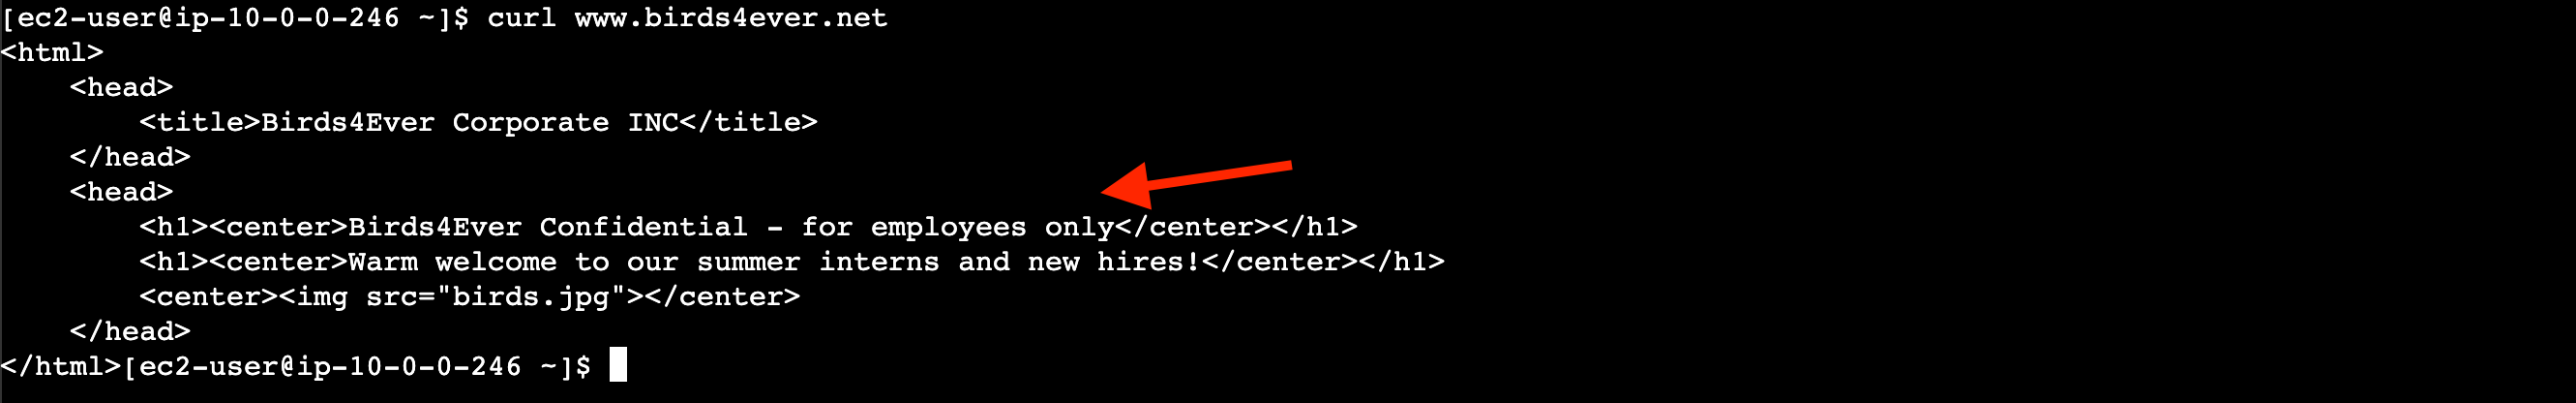 [ec2-user@ip-10-0-0-246 ~]$ curl www.birds4ever.net
<html>
    <head>
        <title>Birds4Ever Corporate INC</title>
    </head>
    <head>
        <h1><center>Birds4Ever Confidential - for employees only</center></h1>
        <h1><center>Warm welcome to our summer interns and new hires!</center></h1>
        <center><img src="birds.jpg"></center>
    </head>
</html>[ec2-user@ip-10-0-0-246 ~]$